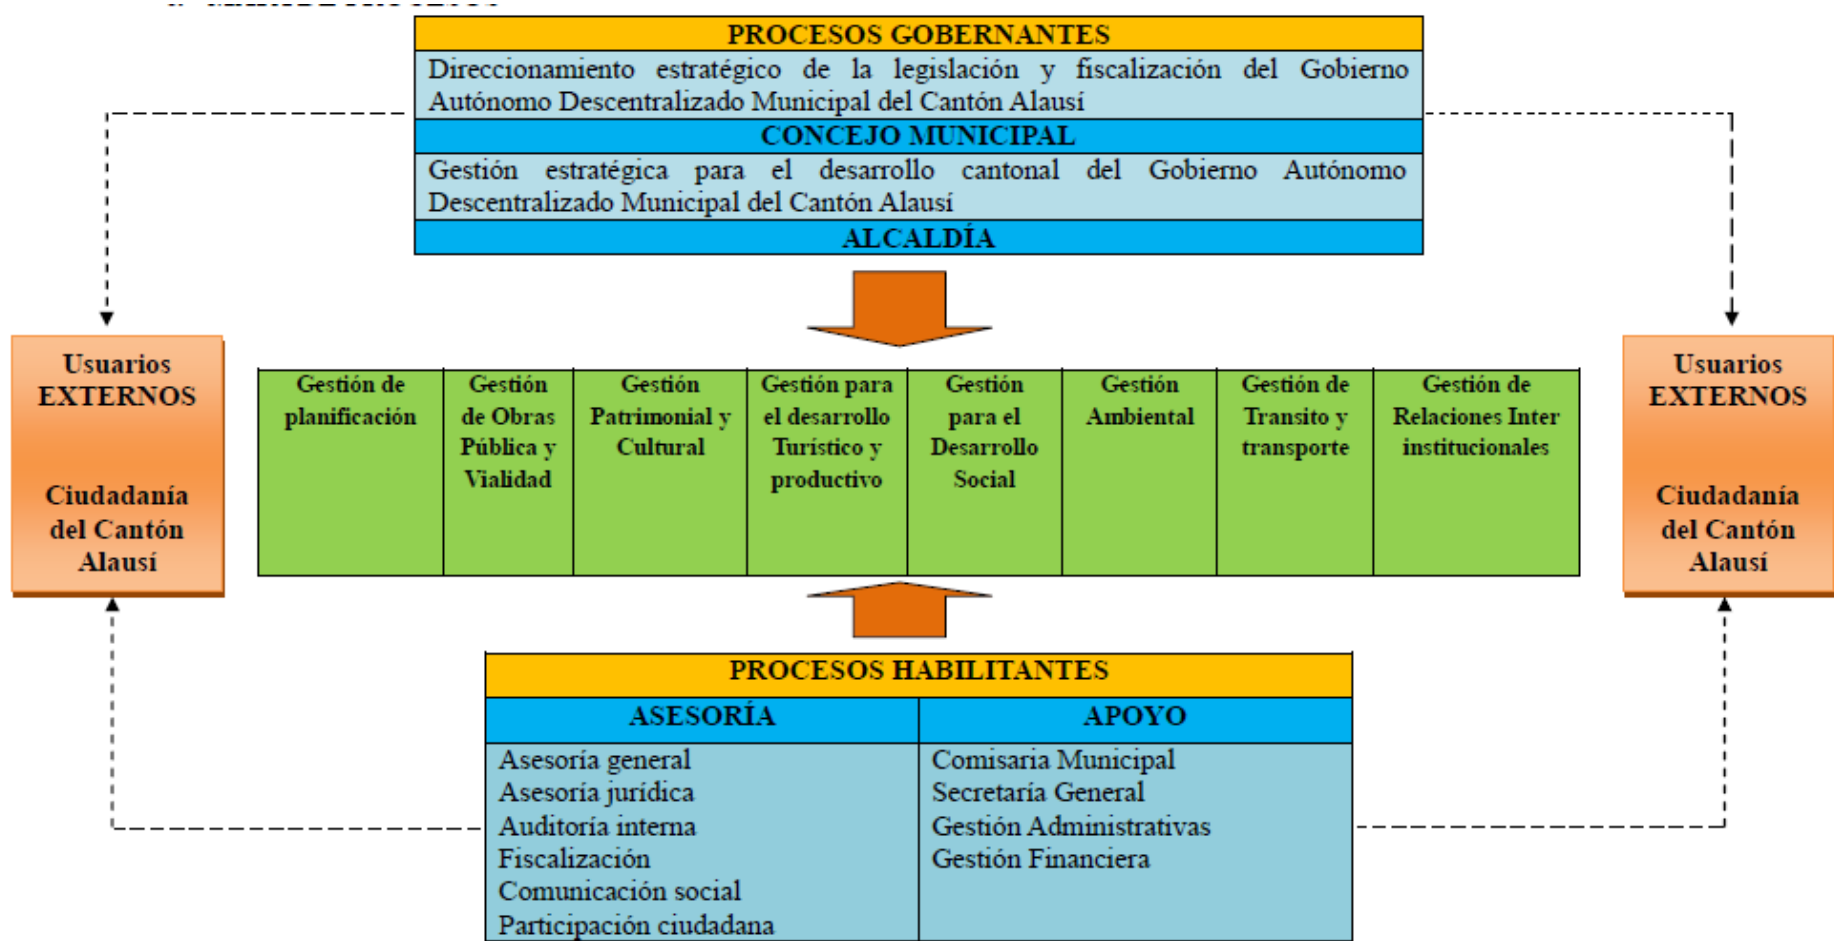 PROCESOS GOBERNANTES
Direccionamiento estratégico de la legislación y fiscalización del Gobierno
Autónomo Descentralizado Municipal del Cantón Alausí
CONCEJO MUNICIPAL
Gestión estratégica para el desarrollo cantonal del Gobierno Autónomo
Descentralizado Municipal del Cantón Alausí
ALCALDÍA
Usuarios
EXTERNOS
Ciudadanía
del Cantón
Alausí
Gestión de
planificación
Gestión
de Obras
Pública y
Vialidad
Gestión
Patrimonial y
Cultural
Gestión para
el desarrollo
Turístico y
productivo
Gestión
para el
Desarrollo
Social
Gestión
Ambiental
Gestión de
Transito y
transporte
Gestión de
Relaciones Inter
institucionales
Usuarios
EXTERNOS
Ciudadanía
del Cantón
Alausí
PROCESOS HABILITANTES
ASESORÍA
Asesoría general
Asesoría jurídica
Auditoría interna
Fiscalización
Comunicación social
Participación ciudadana
APOYO
Comisaria Municipal
Secretaría General
Gestión Administrativas
Gestión Financiera